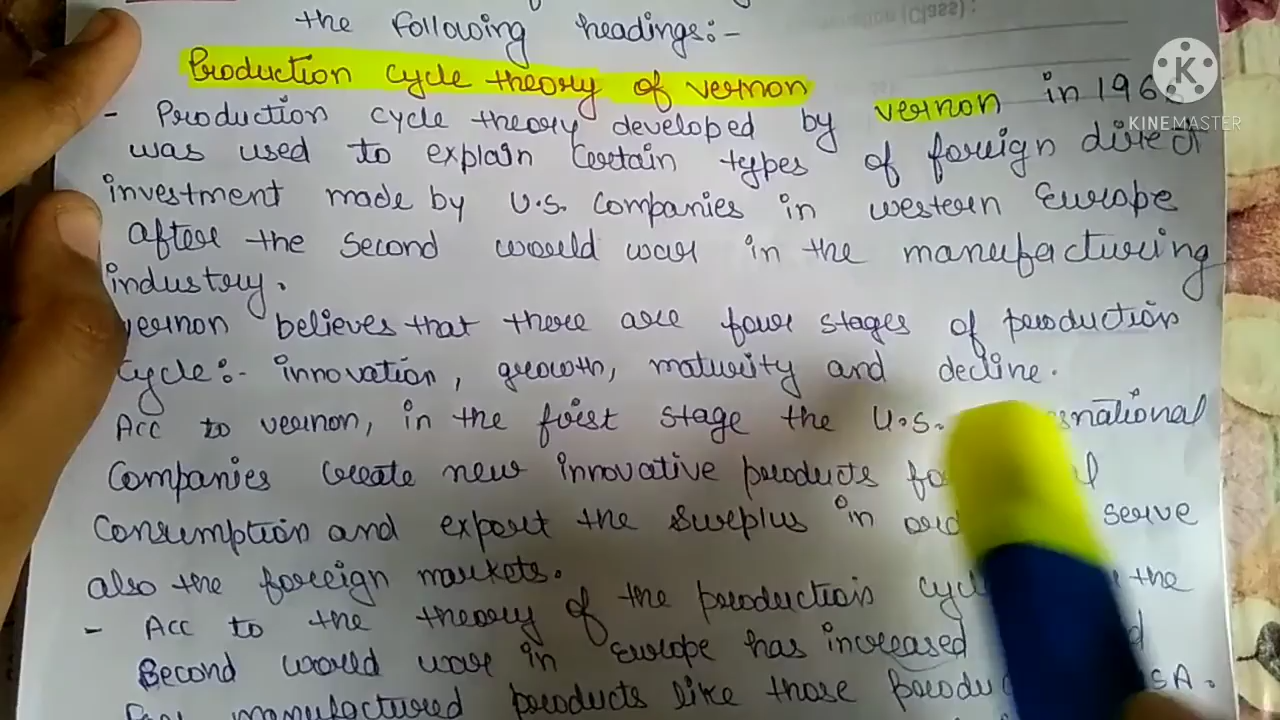 the following headings:-
Production cycle theory of vernon
- Production cycle theory developed by vernon in 196
was used to explain Certain types of foreign direct
investment made by U.S. Companies in western Europe
after the second world war in the manufacturing
industry.
vernon believes that there are four stages of production
cycle:- innovation, growth, maturity and decline.
Acc to vernon, in the first stage the U.S.
Companies create new innovative products
Consumption and export the Surplus in serve
also the foreign markets.
- Acc to the theory of the production the
Second world war in Europe has increased
manufactured products like those
KINEMASTER